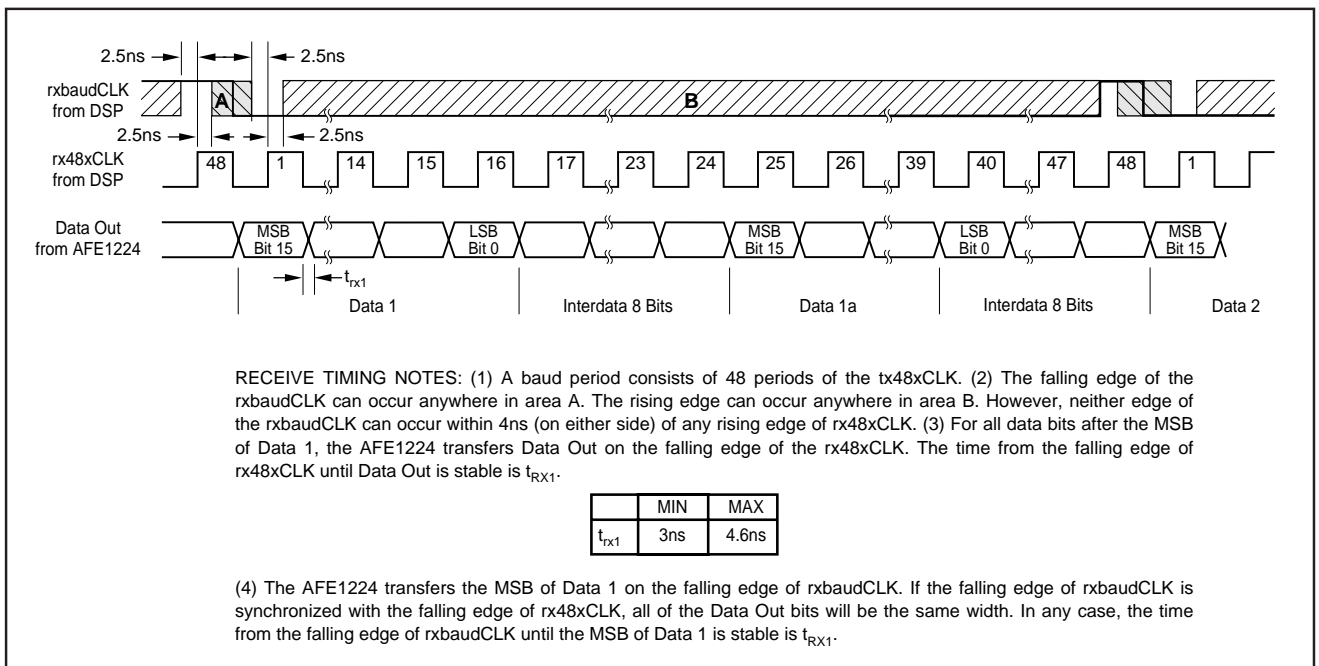 2.5ns
2.5ns
rxbaudCLK
from DSP
A
B
2.5ns
2.5ns
rx48xCLK
from DSP
48 1 14 15 16 17 23 24 25 26 39 40 47 48 1
Data Out
from AFE1224
MSB
Bit 15
LSB
Bit 0
MSB
Bit 15
LSB
Bit 0
MSB
Bit 15
trx1
Data 1
Interdata 8 Bits
Data 1a
Interdata 8 Bits
Data 2
RECEIVE TIMING NOTES: (1) A baud period consists of 48 periods of the tx48xCLK. (2) The falling edge of the
rxbaudCLK can occur anywhere in area A. The rising edge can occur anywhere in area B. However, neither edge of
the rxbaudCLK can occur within 4ns (on either side) of any rising edge of rx48xCLK. (3) For all data bits after the MSB
of Data 1, the AFE1224 transfers Data Out on the falling edge of the rx48xCLK. The time from the falling edge of
rx48xCLK until Data Out is stable is tRX1.
MIN MAX
trx1 3ns 4.6ns
(4) The AFE1224 transfers the MSB of Data 1 on the falling edge of rxbaudCLK. If the falling edge of rxbaudCLK is
synchronized with the falling edge of rx48xCLK, all of the Data Out bits will be the same width. In any case, the time
from the falling edge of rxbaudCLK until the MSB of Data 1 is stable is tRX1.